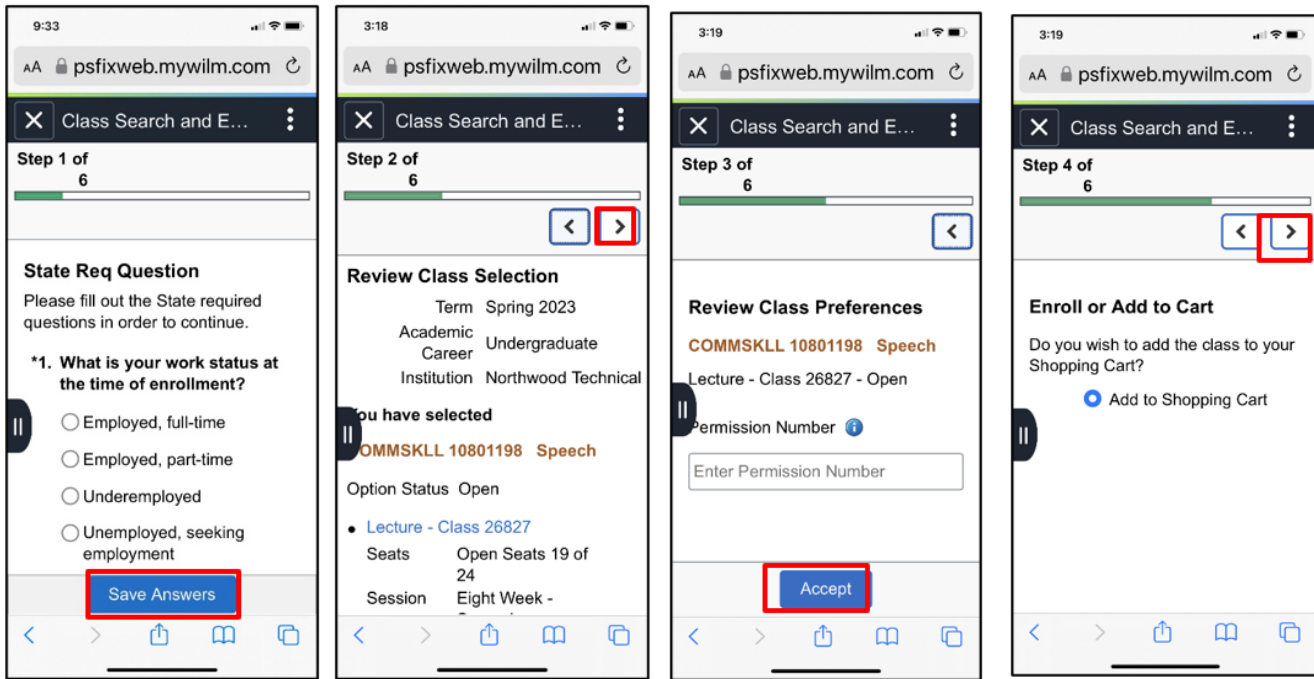 9:33
AA psfixweb.mywilm.com
Class Search and E...
Step 1 of
6
State Req Question
Please fill out the State required
questions in order to continue.
*1. What is your work status at
the time of enrollment?
Employed, full-time
Employed, part-time
Underemployed
Unemployed, seeking
employment
Save Answers
3:18
AA psfixweb.mywilm.com
Class Search and E...
Step 2 of
6
Review Class Selection
Term Spring 2023
Academic
Career Undergraduate
Institution Northwood Technical
You have selected
OMMSKLL 10801198 Speech
Option Status Open
Lecture - Class 26827
Seats Open Seats 19 of
24
Session Eight Week -
3:19
AA psfixweb.mywilm.com
Class Search and E...
Step 3 of
6
Review Class Preferences
COMMSKLL 10801198 Speech
Lecture - Class 26827 - Open
Permission Number
Enter Permission Number
Accept
3:19
AA psfixweb.mywilm.com
Class Search and E...
Step 4 of
6
Enroll or Add to Cart
Do you wish to add the class to your
Shopping Cart?
Add to Shopping Cart